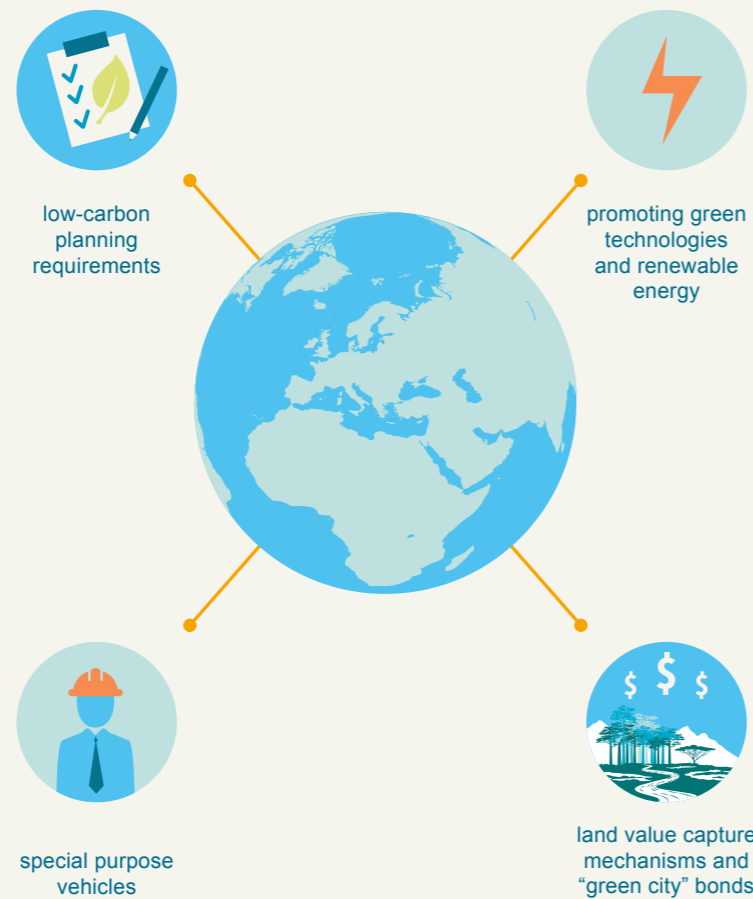 low-carbon
planning
requirements
promoting green
technologies
and renewable
energy
$ $ $
special purpose
vehicles
land value capture
mechanisms and
“green city” bonds